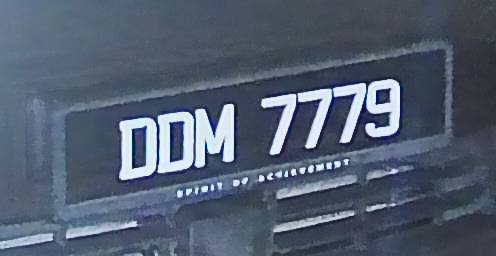 DDM 7779
SPIRIT OF ACHIEVEMENT